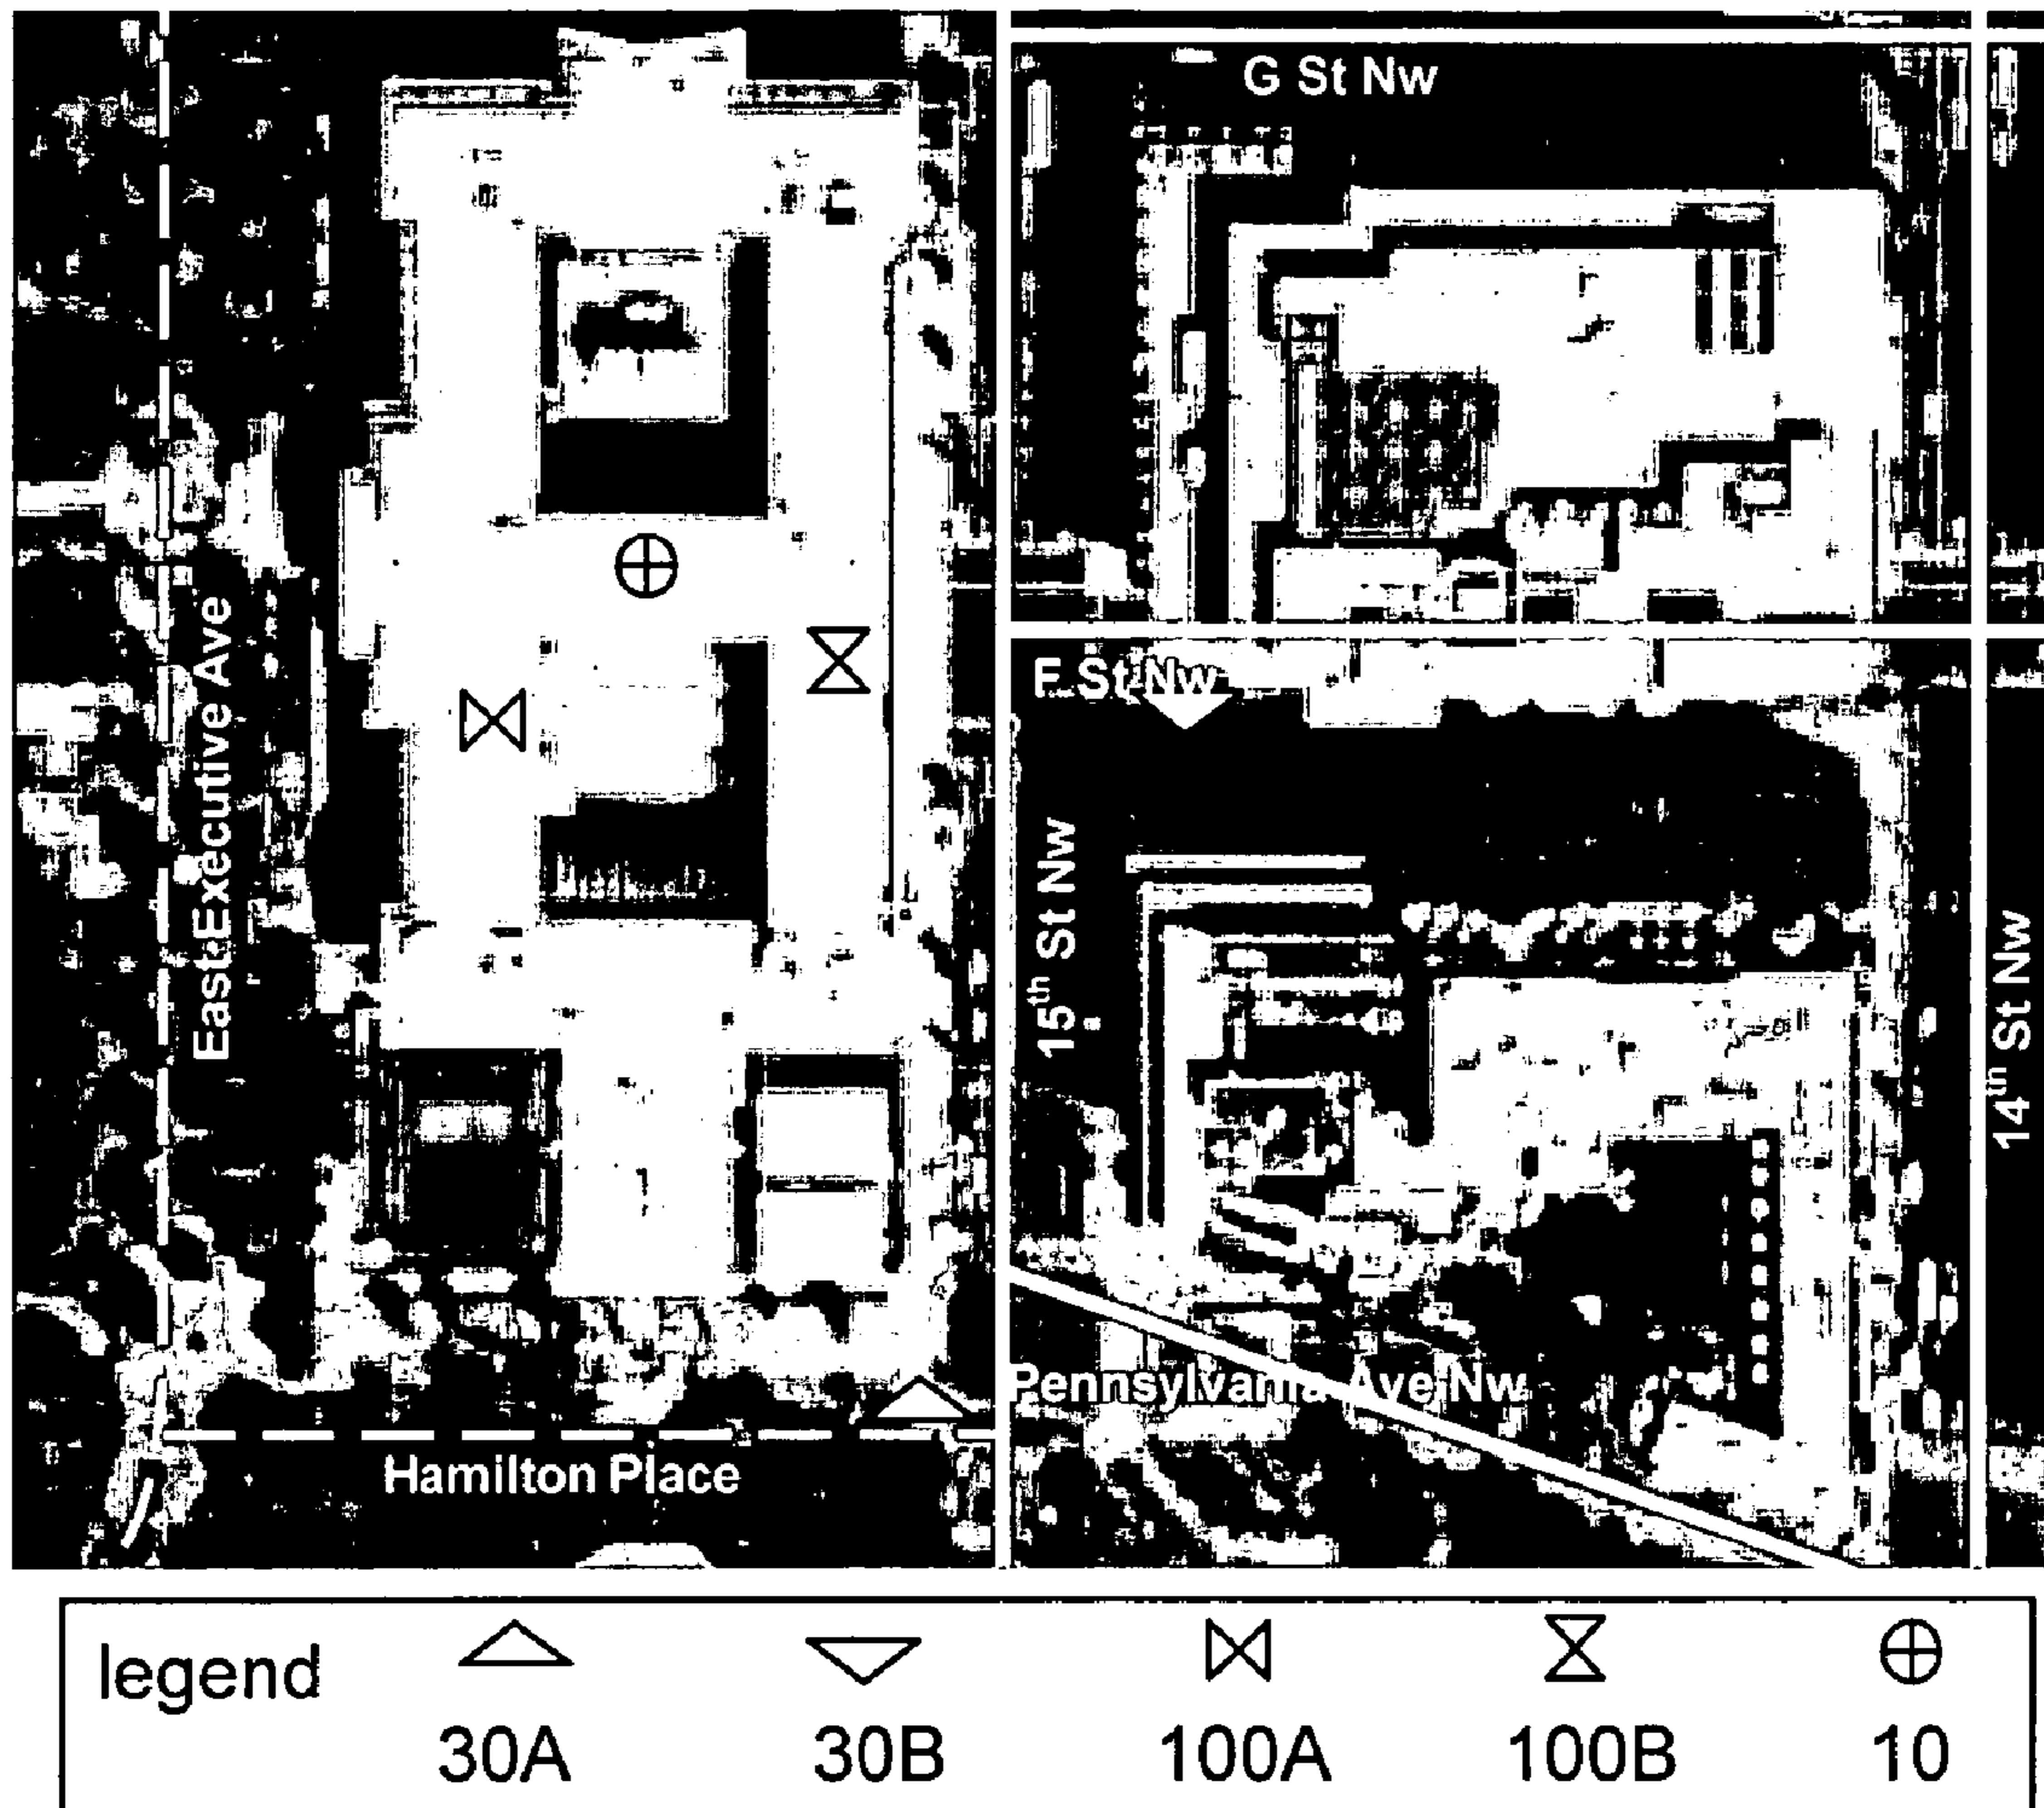 G St Nw
F St Nw
East Executive Ave
15th St Nw
14th St Nw
Pennsylvania Ave Nw
Hamilton Place
legend
30A 30B 100A 100B 10